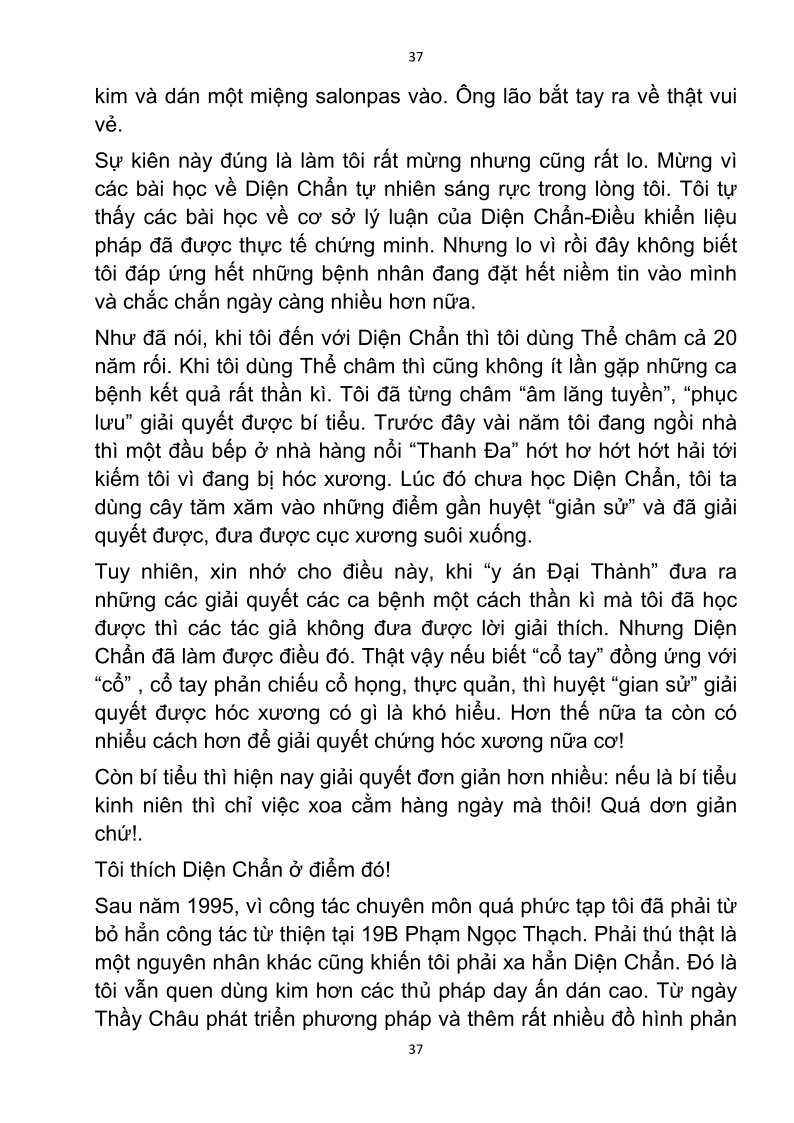 37
kim và dán một miệng salonpas vào. Ông lão bắt tay ra về thật vui
vẻ.
Sự kiên này đúng là làm tôi rất mừng nhưng cũng rất lo. Mừng vì
các bài học về Diện Chẩn tự nhiên sáng rực trong lòng tôi. Tôi tự
thấy các bài học về cơ sở lý luận của Diện Chẩn-Điều khiển liệu
pháp đã được thực tế chứng minh. Nhưng lo vì rồi đây không biết
tôi đáp ứng hết những bệnh nhân đang đặt hết niềm tin vào mình
và chắc chắn ngày càng nhiều hơn nữa.
Như đã nói, khi tôi đến với Diện Chẩn thì tôi dùng Thể châm cả 20
năm rối. Khi tôi dùng Thể châm thì cũng không ít lần gặp những ca
bệnh kết quả rất thần kì. Tôi đã từng châm “âm lăng tuyền”, “phục
lưu” giải quyết được bí tiểu. Trước đây vài năm tôi đang ngồi nhà
thì một đầu bếp ở nhà hàng nổi “Thanh Đa” hớt hơ hớt hớt hải tới
kiếm tôi vì đang bị hóc xương. Lúc đó chưa học Diện Chẩn, tôi ta
dùng cây tăm xăm vào những điểm gần huyệt “giản sử” và đã giải
quyết được, đưa được cục xương suôi xuống.
Tuy nhiên, xin nhớ cho điều này, khi “y án Đại Thành” đưa ra
những các giải quyết các ca bệnh một cách thần kì mà tôi đã học
được thì các tác giả không đưa được lời giải thích. Nhưng Diện
Chẩn đã làm được điều đó. Thật vậy nếu biết “cổ tay” đồng ứng với
“cổ” , cổ tay phản chiếu cổ họng, thực quản, thì huyệt “gian sử” giải
quyết được hóc xương có gì là khó hiểu. Hơn thế nữa ta còn có
nhiều cách hơn để giải quyết chứng hóc xương nữa cơ!
Còn bí tiểu thì hiện nay giải quyết đơn giản hơn nhiều: nếu là bí tiểu
kinh niên thì chỉ việc xoa cằm hàng ngày mà thôi! Quá dơn giản
chứ!.
Tôi thích Diện Chẩn ở điểm đó!
Sau năm 1995, vì công tác chuyên môn quá phức tạp tôi đã phải từ
bỏ hẳn công tác từ thiện tại 19B Phạm Ngọc Thạch. Phải thú thật là
một nguyên nhân khác cũng khiến tôi phải xa hẳn Diện Chẩn. Đó là
tôi vẫn quen dùng kim hơn các thủ pháp day ấn dán cao. Từ ngày
Thầy Châu phát triển phương pháp và thêm rất nhiều đồ hình phản
37